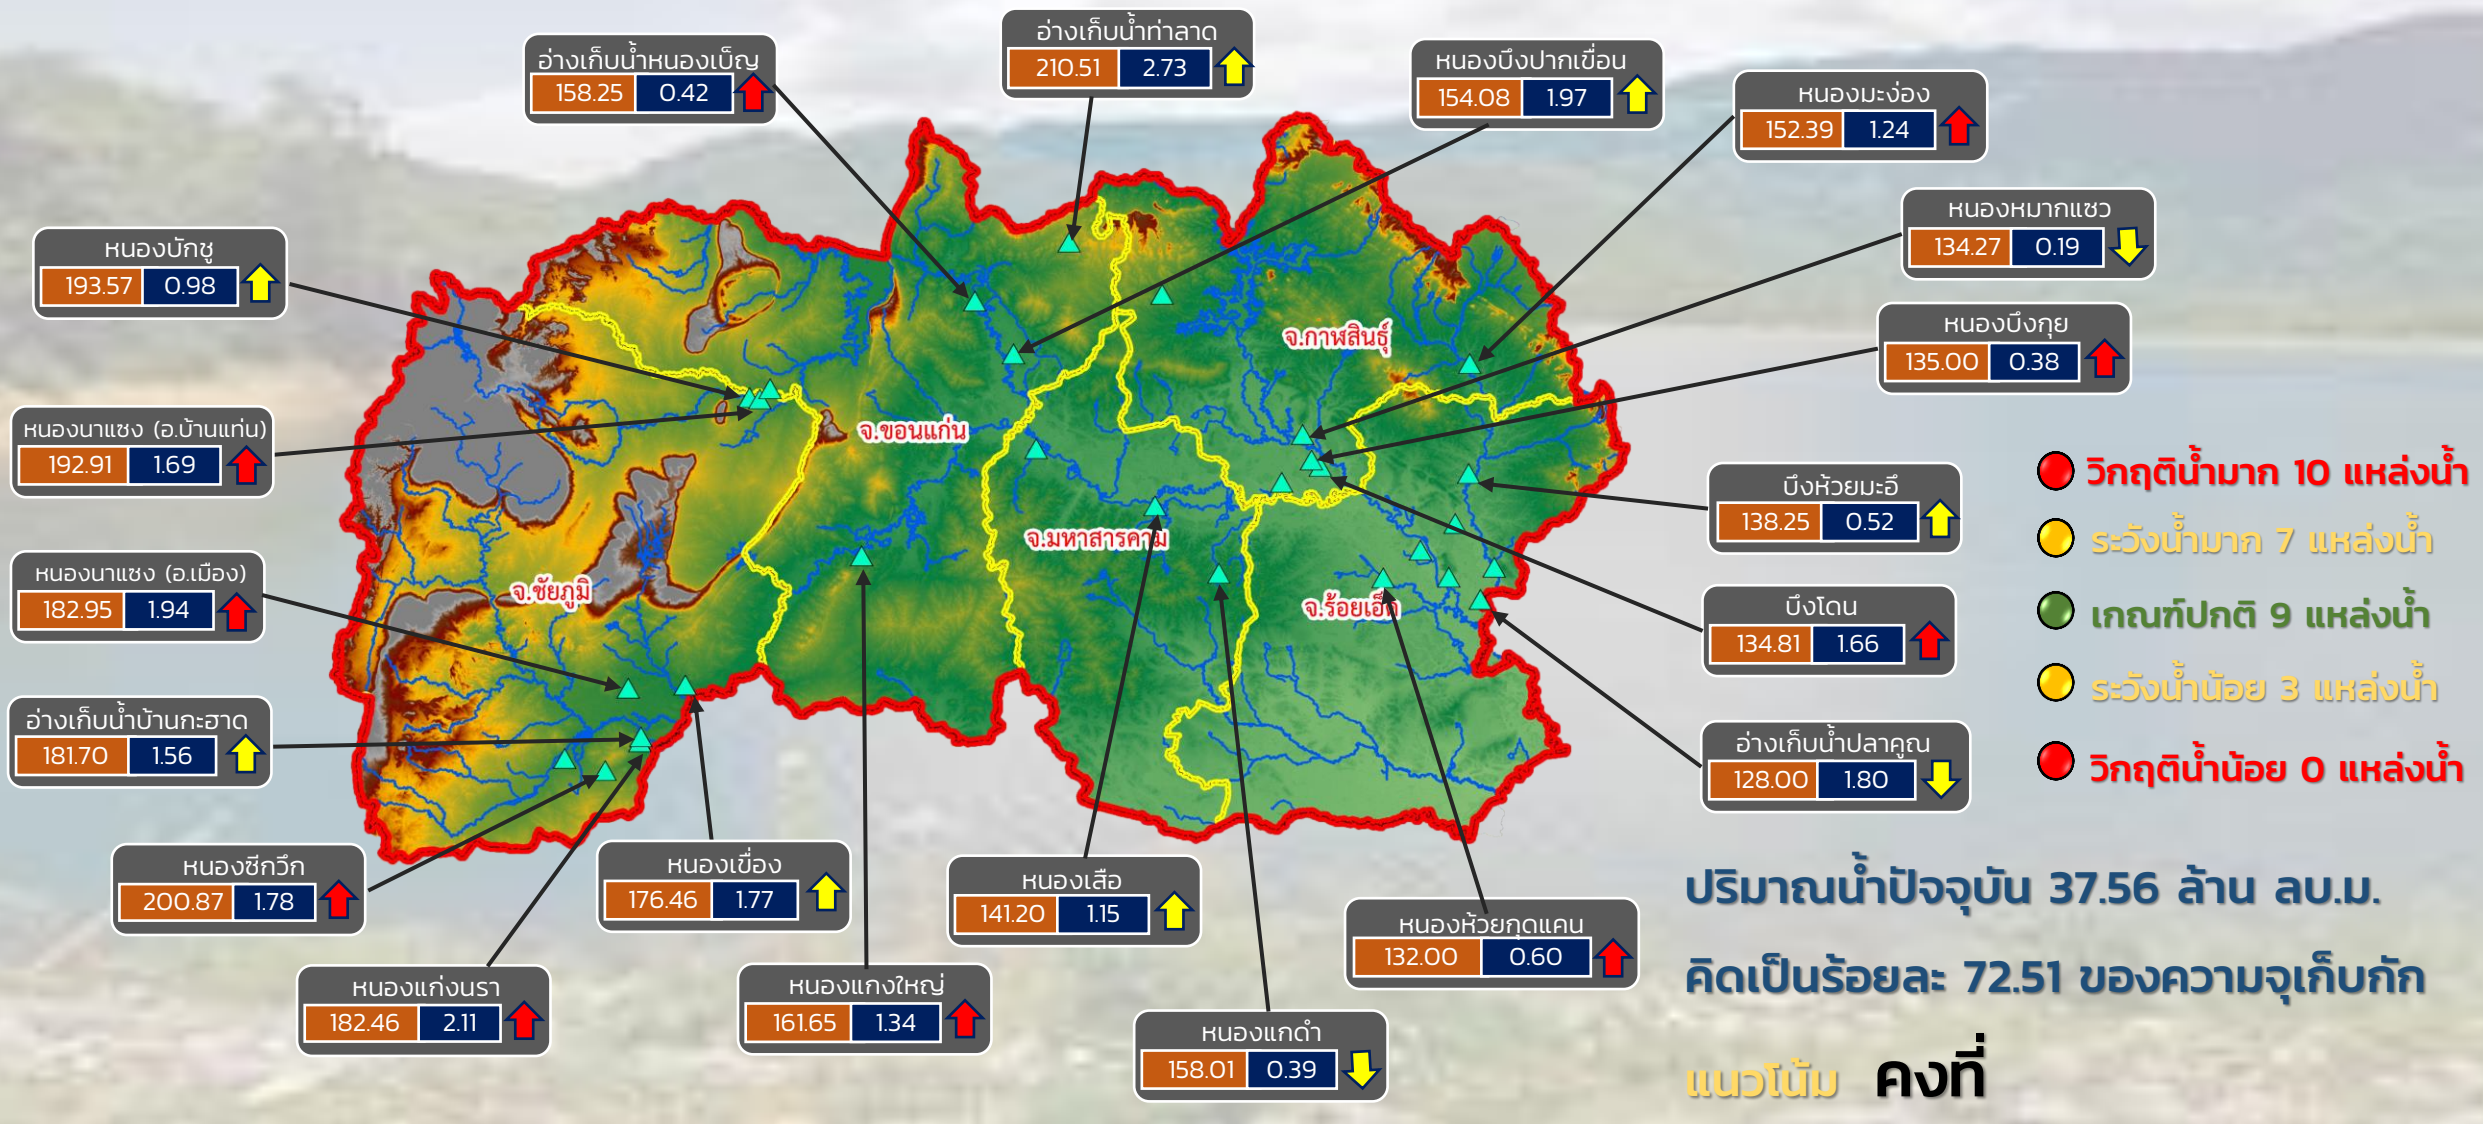 อ่างเก็บน้ำหนองเบ็ญ
158.25 0.42
อ่างเก็บน้ำท่าลาด
210.51 2.73
หนองบึงปากเขื่อน
154.08 1.97
หนองมะง่อง
152.39 1.24
หนองหมากแซว
134.27 0.19
หนองบึงกุย
135.00 0.38
หนองบักชู
193.57 0.98
หนองนาแซง (อ.บ้านแท่น)
192.91 1.69
หนองนาแซง (อ.เมือง)
182.95 1.94
อ่างเก็บน้ำบ้านกะฮาด
181.70 1.56
หนองซีกวึก
200.87 1.78
หนองแก่งนรา
182.46 2.11
หนองเขื่อง
176.46 1.77
หนองแกงใหญ่
161.65 1.34
หนองเสือ
141.20 1.15
หนองแกดำ
158.01 0.39
หนองห้วยกุดแคน
132.00 0.60
บึงห้วยมะอึ
138.25 0.52
บึงโดน
134.81 1.66
อ่างเก็บน้ำปลาคูณ
128.00 1.80
จ.กาฬสินธุ์
จ.ขอนแก่น
จ.มหาสารคาม
จ.ชัยภูมิ
จ.ร้อยเอ็ด
วิกฤติน้ำมาก 10 แหล่งน้ำ
ระวังน้ำมาก 7 แหล่งน้ำ
เกณฑ์ปกติ 9 แหล่งน้ำ
ระวังน้ำน้อย 3 แหล่งน้ำ
วิกฤติน้ำน้อย 0 แหล่งน้ำ
ปริมาณน้ำปัจจุบัน 37.56 ล้าน ลบ.ม.
คิดเป็นร้อยละ 72.51 ของความจุเก็บกัก
แนวโน้ม คงที่